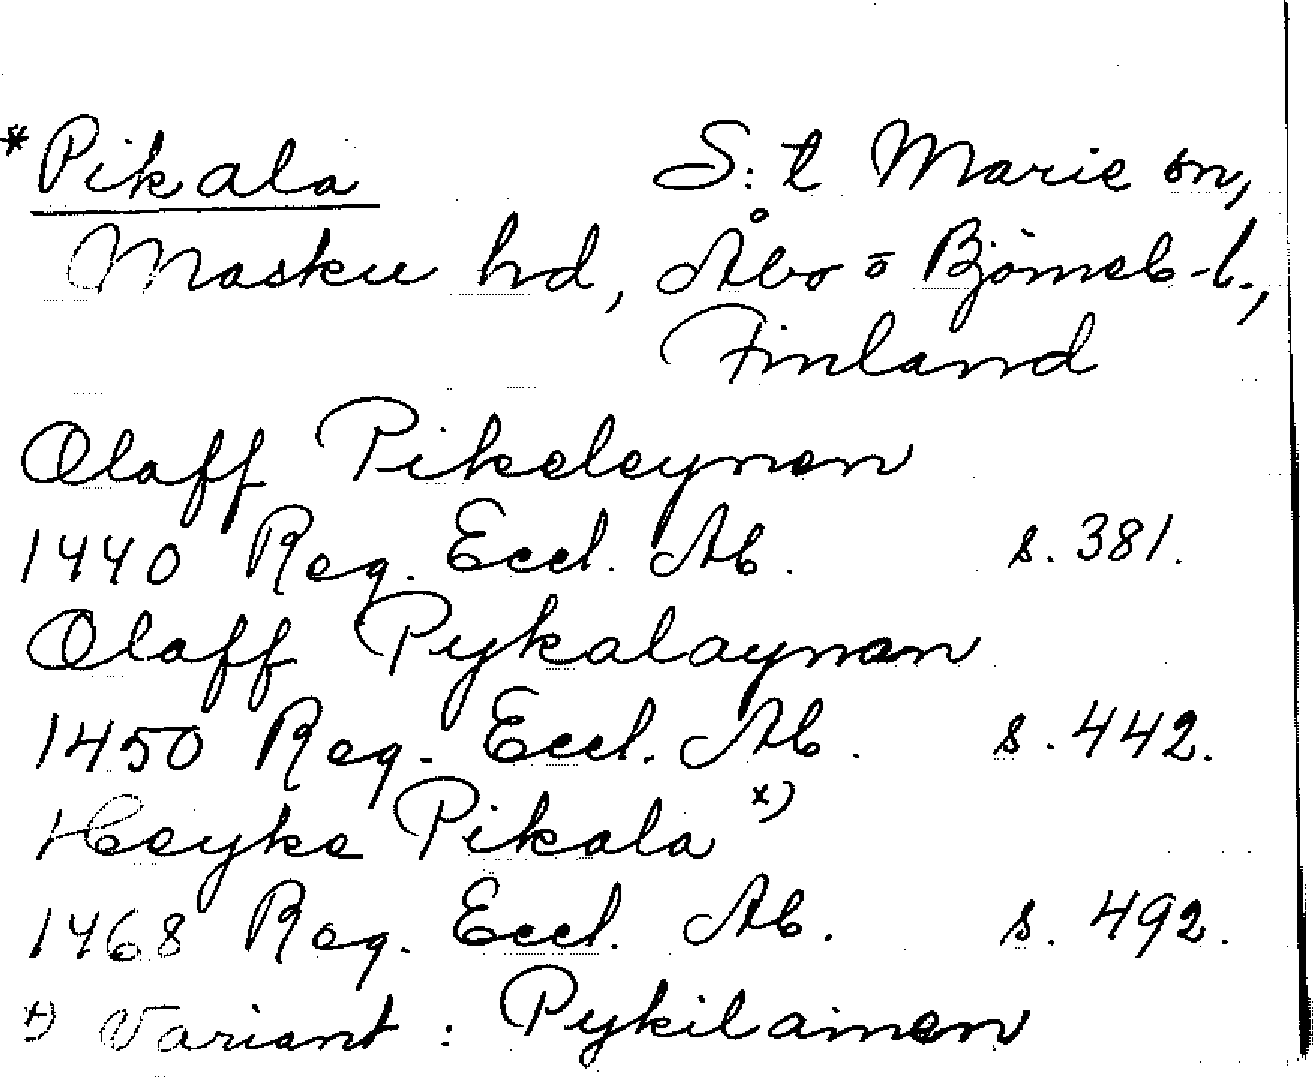 *Pikala S:t Marie sn,
Masku hd, Åbo o Björneb-l.,
Finland
Olaff Pikeleynen
1440 Reg. Eccl. Ab. s. 381.
Olaff Pykalaynen
1450 Reg. Eccl. Ab. s. 442.
Heyke Pikala x)
1468 Reg. Eccl. Ab. s. 492.
x) Variant : Pykilainen